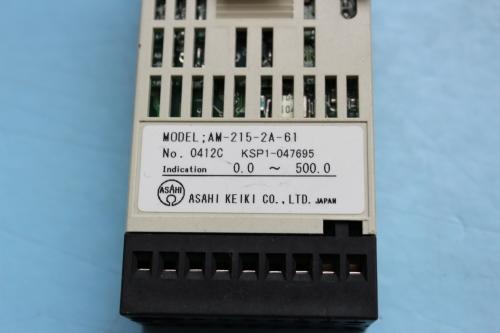 MODEL;AM-215-2A-61
No. 0412C KSP1-047695
Indication 0.0 ~ 500.0
ASAHI ASAHI KEIKI CO.,LTD. JAPAN